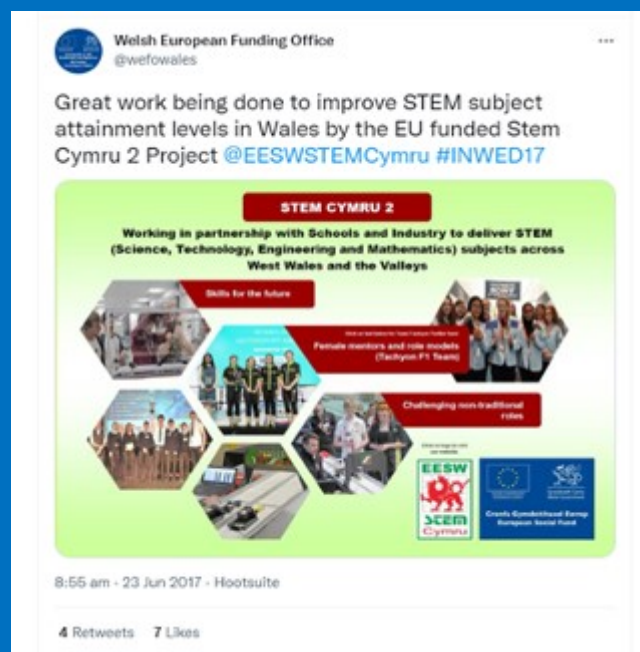 Welsh European Funding Office
@wefowales
Great work being done to improve STEM subject
attainment levels in Wales by the EU funded Stem
Cymru 2 Project @EESWSTEMCymru #INWED17
STEM CYMRU 2
Working in partnership with Schools and Industry to deliver STEM
(Science, Technology, Engineering and Mathematics) subjects across
West Wales and the Valleys
Skills for the future
Female mentors and role models
(Tachyon F1 Team)
Challenging non-traditional
roles
EESW
STEM
Cymru
Cronfa Gymdeithasol Ewrop
European Social Fund
8:55 am - 23 Jun 2017 - Hootsuite
4 Retweets 7 Likes